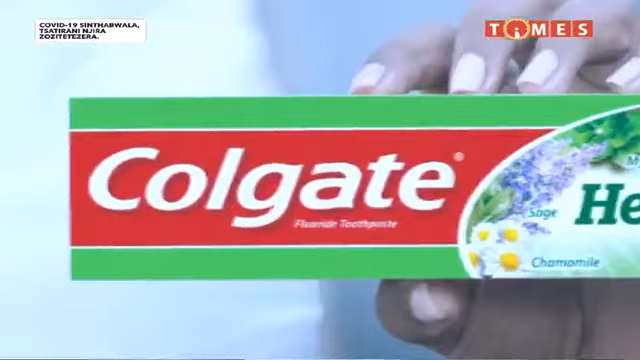 COVID-19 SINTHABWALA,
TSATIRANI NJIRA
ZOZITETEZERA.
TIMES
Colgate®
Fluoride Toothpaste
Sage
He
Chamomile